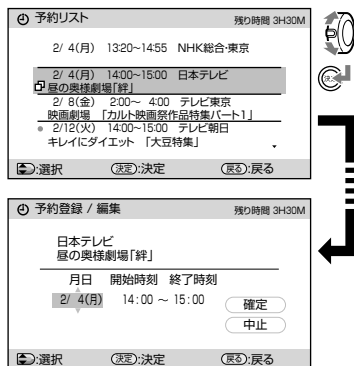 予約リスト 残り時間 3H30M
2/ 4(月) 13:20~14:55 NHK総合・東京
2/ 4(月) 14:00~15:00 日本テレビ
昼の奥様劇場「絆」
2/ 8(金) 2:00~ 4:00 テレビ東京
映画劇場 「カルト映画祭作品特集パート1」
2/12(火) 14:00~15:00 テレビ朝日
キレイにダイエット 「大豆特集」
:選択 決定:決定 戻る:戻る
予約登録 / 編集 残り時間 3H30M
日本テレビ
昼の奥様劇場「絆」
月日 開始時刻 終了時刻
2/ 4(月) 14:00 ~ 15:00
確定
中止
:選択 決定:決定 戻る:戻る